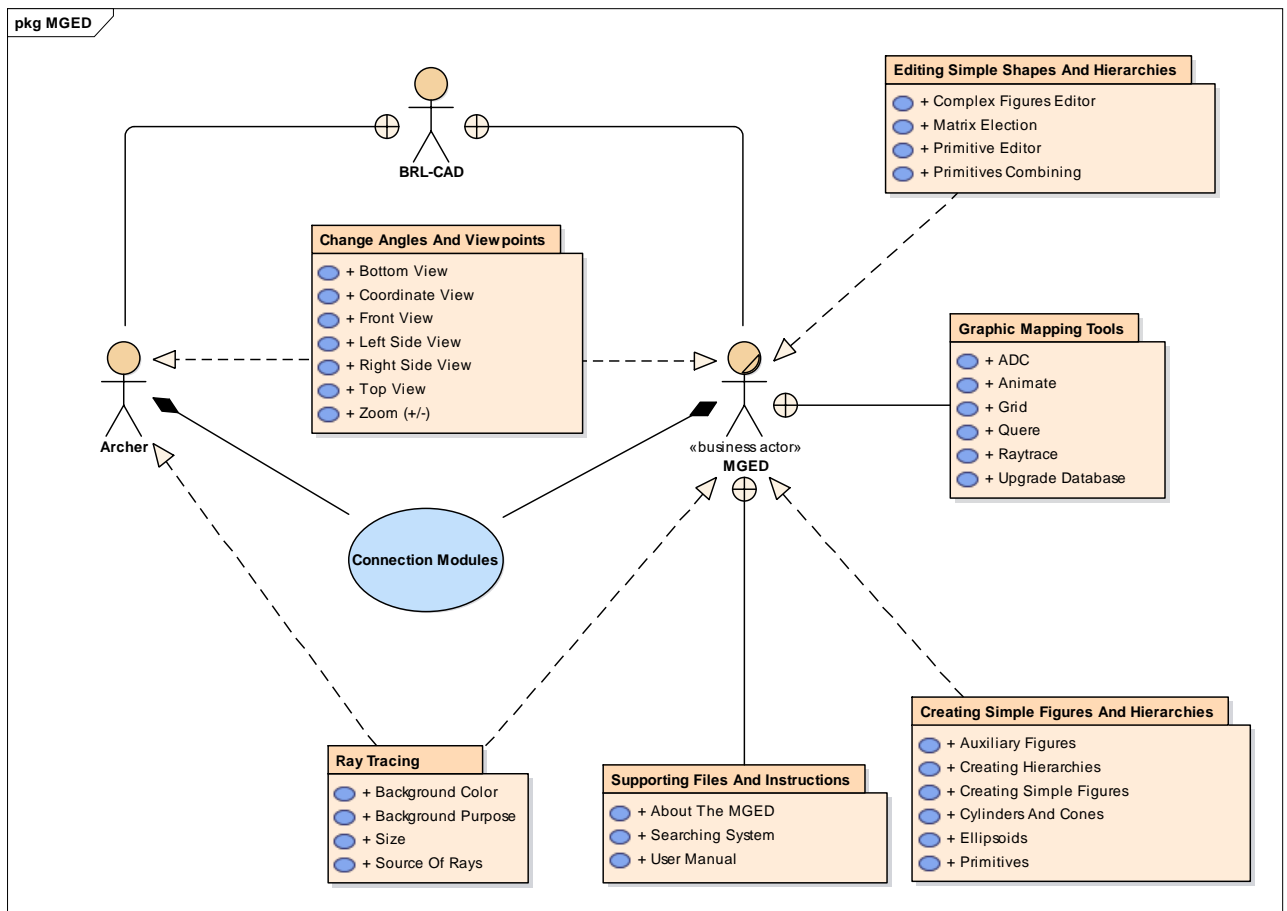 pkg MGED
BRL-CAD
Editing Simple Shapes And Hierarchies
+ Complex Figures Editor
+ Matrix Election
+ Primitive Editor
+ Primitives Combining
Change Angles And Viewpoints
+ Bottom View
+ Coordinate View
+ Front View
+ Left Side View
+ Right Side View
+ Top View
+ Zoom (+/-)
Archer
«business actor»
MGED
Graphic Mapping Tools
+ ADC
+ Animate
+ Grid
+ Quere
+ Raytrace
+ Upgrade Database
Connection Modules
Ray Tracing
+ Background Color
+ Background Purpose
+ Size
+ Source Of Rays
Supporting Files And Instructions
+ About The MGED
+ Searching System
+ User Manual
Creating Simple Figures And Hierarchies
+ Auxiliary Figures
+ Creating Hierarchies
+ Creating Simple Figures
+ Cylinders And Cones
+ Ellipsoids
+ Primitives